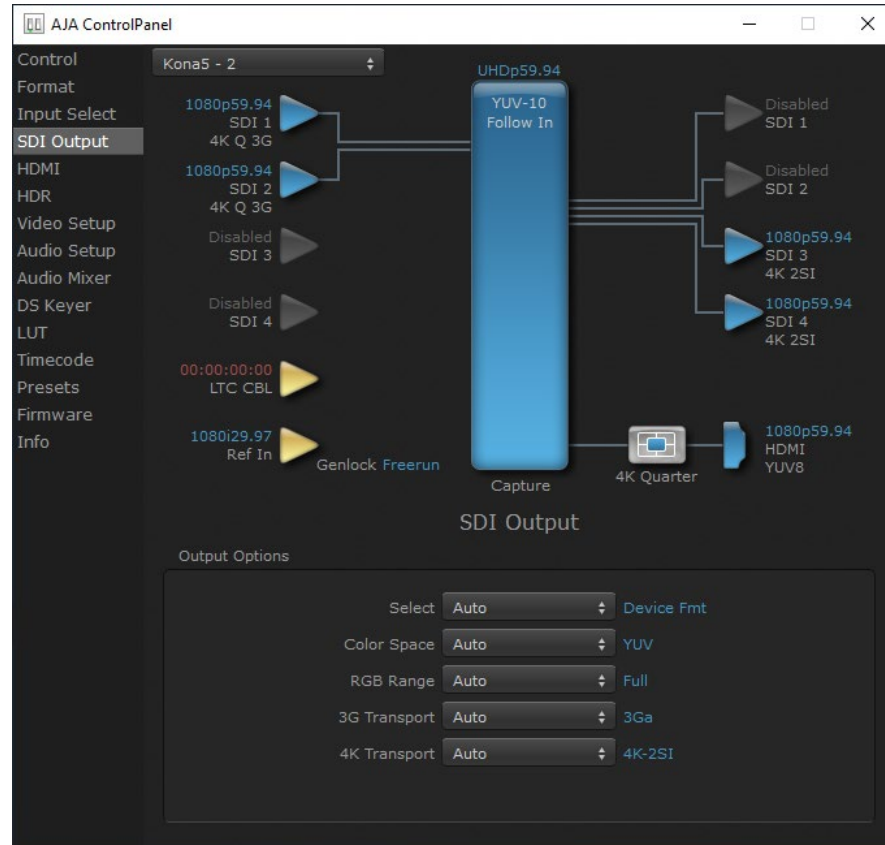 AJA ControlPanel
Control
Format
Input Select
SDI Output
HDMI
HDR
Video Setup
Audio Setup
Audio Mixer
DS Keyer
LUT
Timecode
Presets
Firmware
Info
Kona5 - 2
1080p59.94
SDI 1
4K Q 3G
1080p59.94
SDI 2
4K Q 3G
Disabled
SDI 3
Disabled
SDI 4
00:00:00:00
LTC CBL
1080i29.97
Ref In
Genlock Freerun
UHDp59.94
YUV-10
Follow In
Capture
Disabled
SDI 1
Disabled
SDI 2
1080p59.94
SDI 3
4K 2SI
1080p59.94
SDI 4
4K 2SI
4K Quarter
1080p59.94
HDMI
YUV8
SDI Output
Output Options
Select Auto Device Fmt
Color Space Auto YUV
RGB Range Auto Full
3G Transport Auto 3Ga
4K Transport Auto 4K-2SI